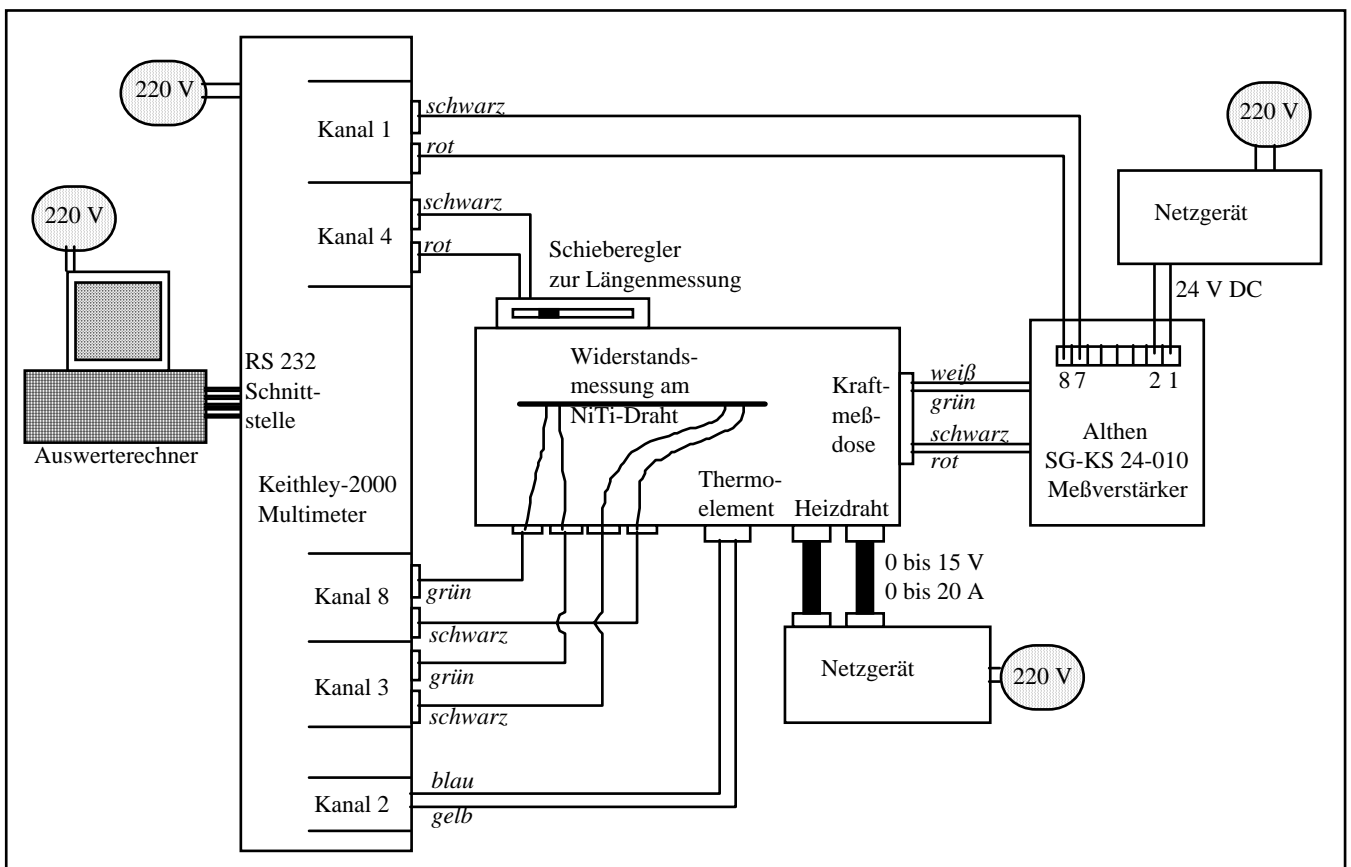 220 V
Kanal 1
schwarz
rot
220 V
Netzgerät
24 V DC
220 V
Kanal 4
schwarz
rot
Schieberegler
zur Längenmessung
RS 232
Schnitt-
stelle
Auswerterechner
Keithley-2000
Multimeter
Widerstands-
messung am
NiTi-Draht
Kraft-
meß-
dose
weiß
grün
schwarz
rot
8 7 2 1
Althen
SG-KS 24-010
Meßverstärker
Thermo-
element
Heizdraht
0 bis 15 V
0 bis 20 A
Netzgerät
220 V
Kanal 8
grün
schwarz
Kanal 3
grün
schwarz
Kanal 2
blau
gelb